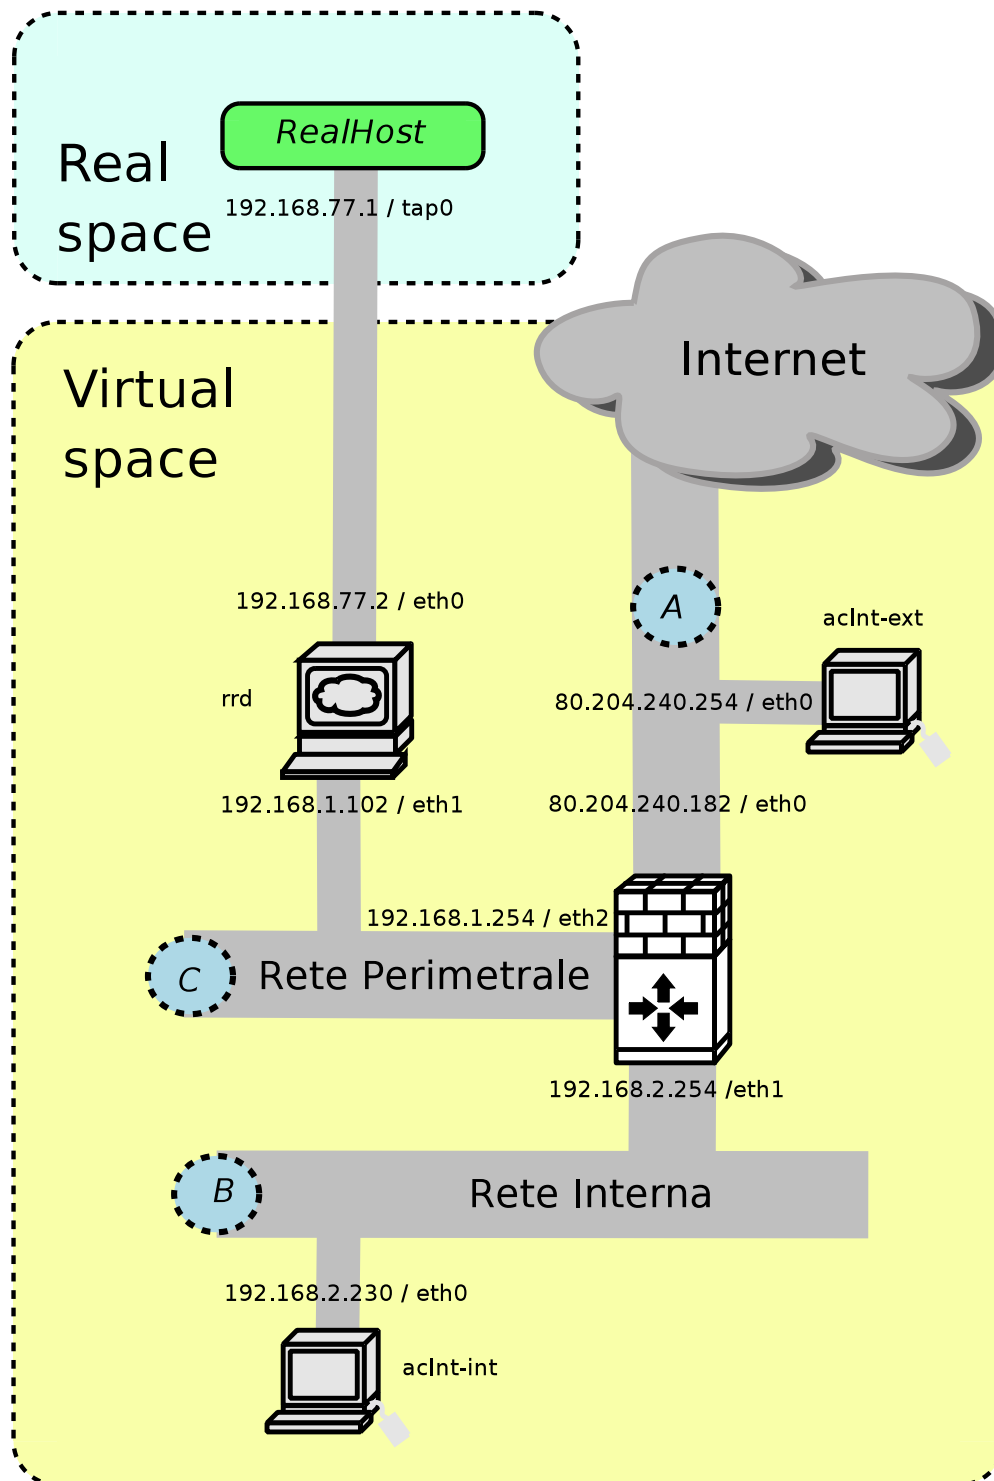 RealHost
Real
space
192.168.77.1 / tap0
Internet
Virtual
space
192.168.77.2 / eth0
A
acInt-ext
rrd
80.204.240.254 / eth0
192.168.1.102 / eth1
80.204.240.182 / eth0
192.168.1.254 / eth2
C
Rete Perimetrale
192.168.2.254 /eth1
B
Rete Interna
192.168.2.230 / eth0
acInt-int